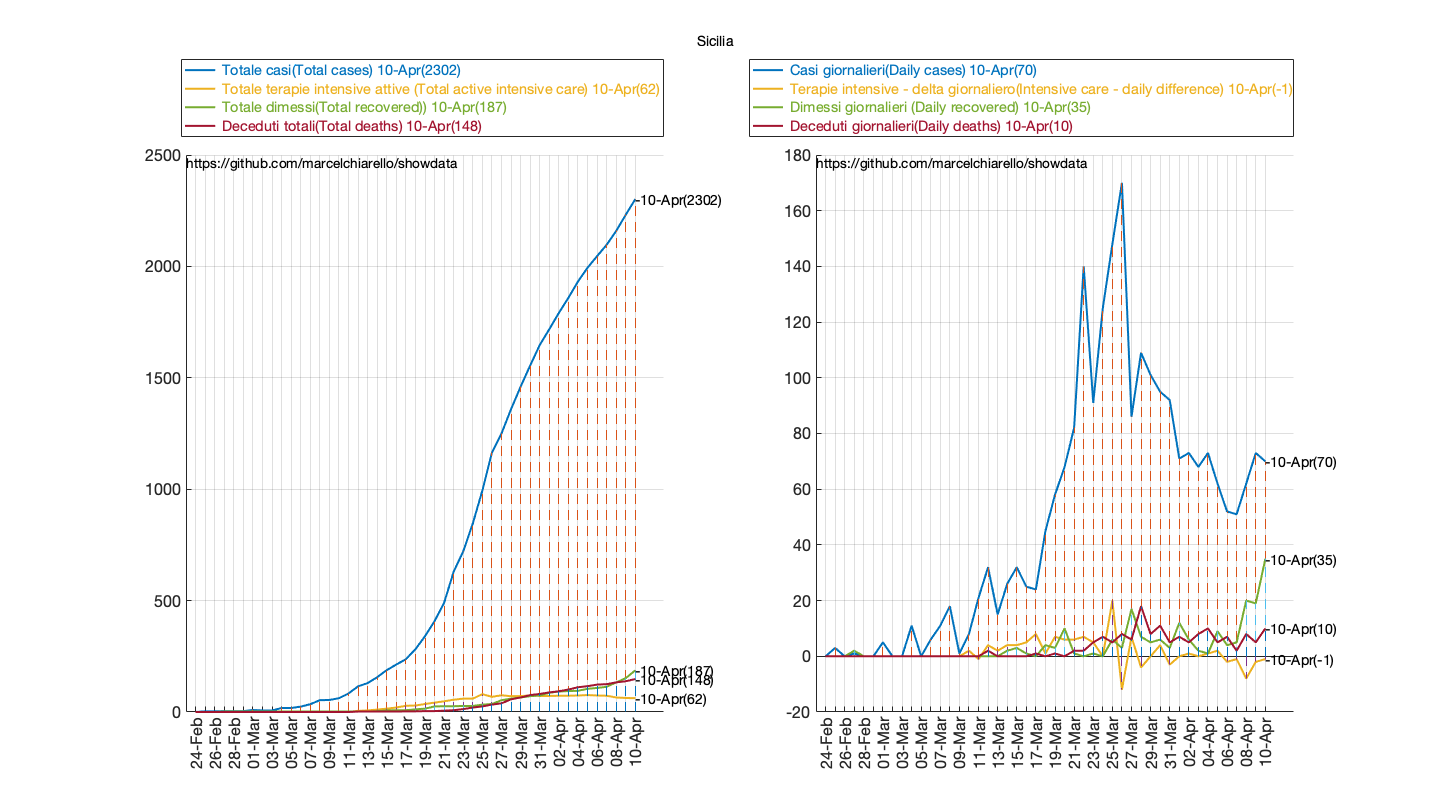 Sicilia
Totale casi(Total cases) 10-Apr(2302)
Totale terapie intensive attive (Total active intensive care) 10-Apr(62)
Totale dimessi(Total recovered)) 10-Apr(187)
Deceduti totali(Total deaths) 10-Apr(148)
https://github.com/marcelchiarello/showdata
2500
2000
1500
1000
500
0
10-Apr(2302)
10-Apr(187)
10-Apr(148)
10-Apr(62)
24-Feb
26-Feb
28-Feb
01-Mar
03-Mar
05-Mar
07-Mar
09-Mar
11-Mar
13-Mar
15-Mar
17-Mar
19-Mar
21-Mar
23-Mar
25-Mar
27-Mar
29-Mar
31-Mar
02-Apr
04-Apr
06-Apr
08-Apr
10-Apr
Casi giornalieri(Daily cases) 10-Apr(70)
Terapie intensive - delta giornaliero(Intensive care - daily difference) 10-Apr(-1)
Dimessi giornalieri (Daily recovered) 10-Apr(35)
Deceduti giornalieri(Daily deaths) 10-Apr(10)
https://github.com/marcelchiarello/showdata
180
160
140
120
100
80
60
40
20
0
-20
10-Apr(70)
10-Apr(35)
10-Apr(10)
10-Apr(-1)
24-Feb
26-Feb
28-Feb
01-Mar
03-Mar
05-Mar
07-Mar
09-Mar
11-Mar
13-Mar
15-Mar
17-Mar
19-Mar
21-Mar
23-Mar
25-Mar
27-Mar
29-Mar
31-Mar
02-Apr
04-Apr
06-Apr
08-Apr
10-Apr